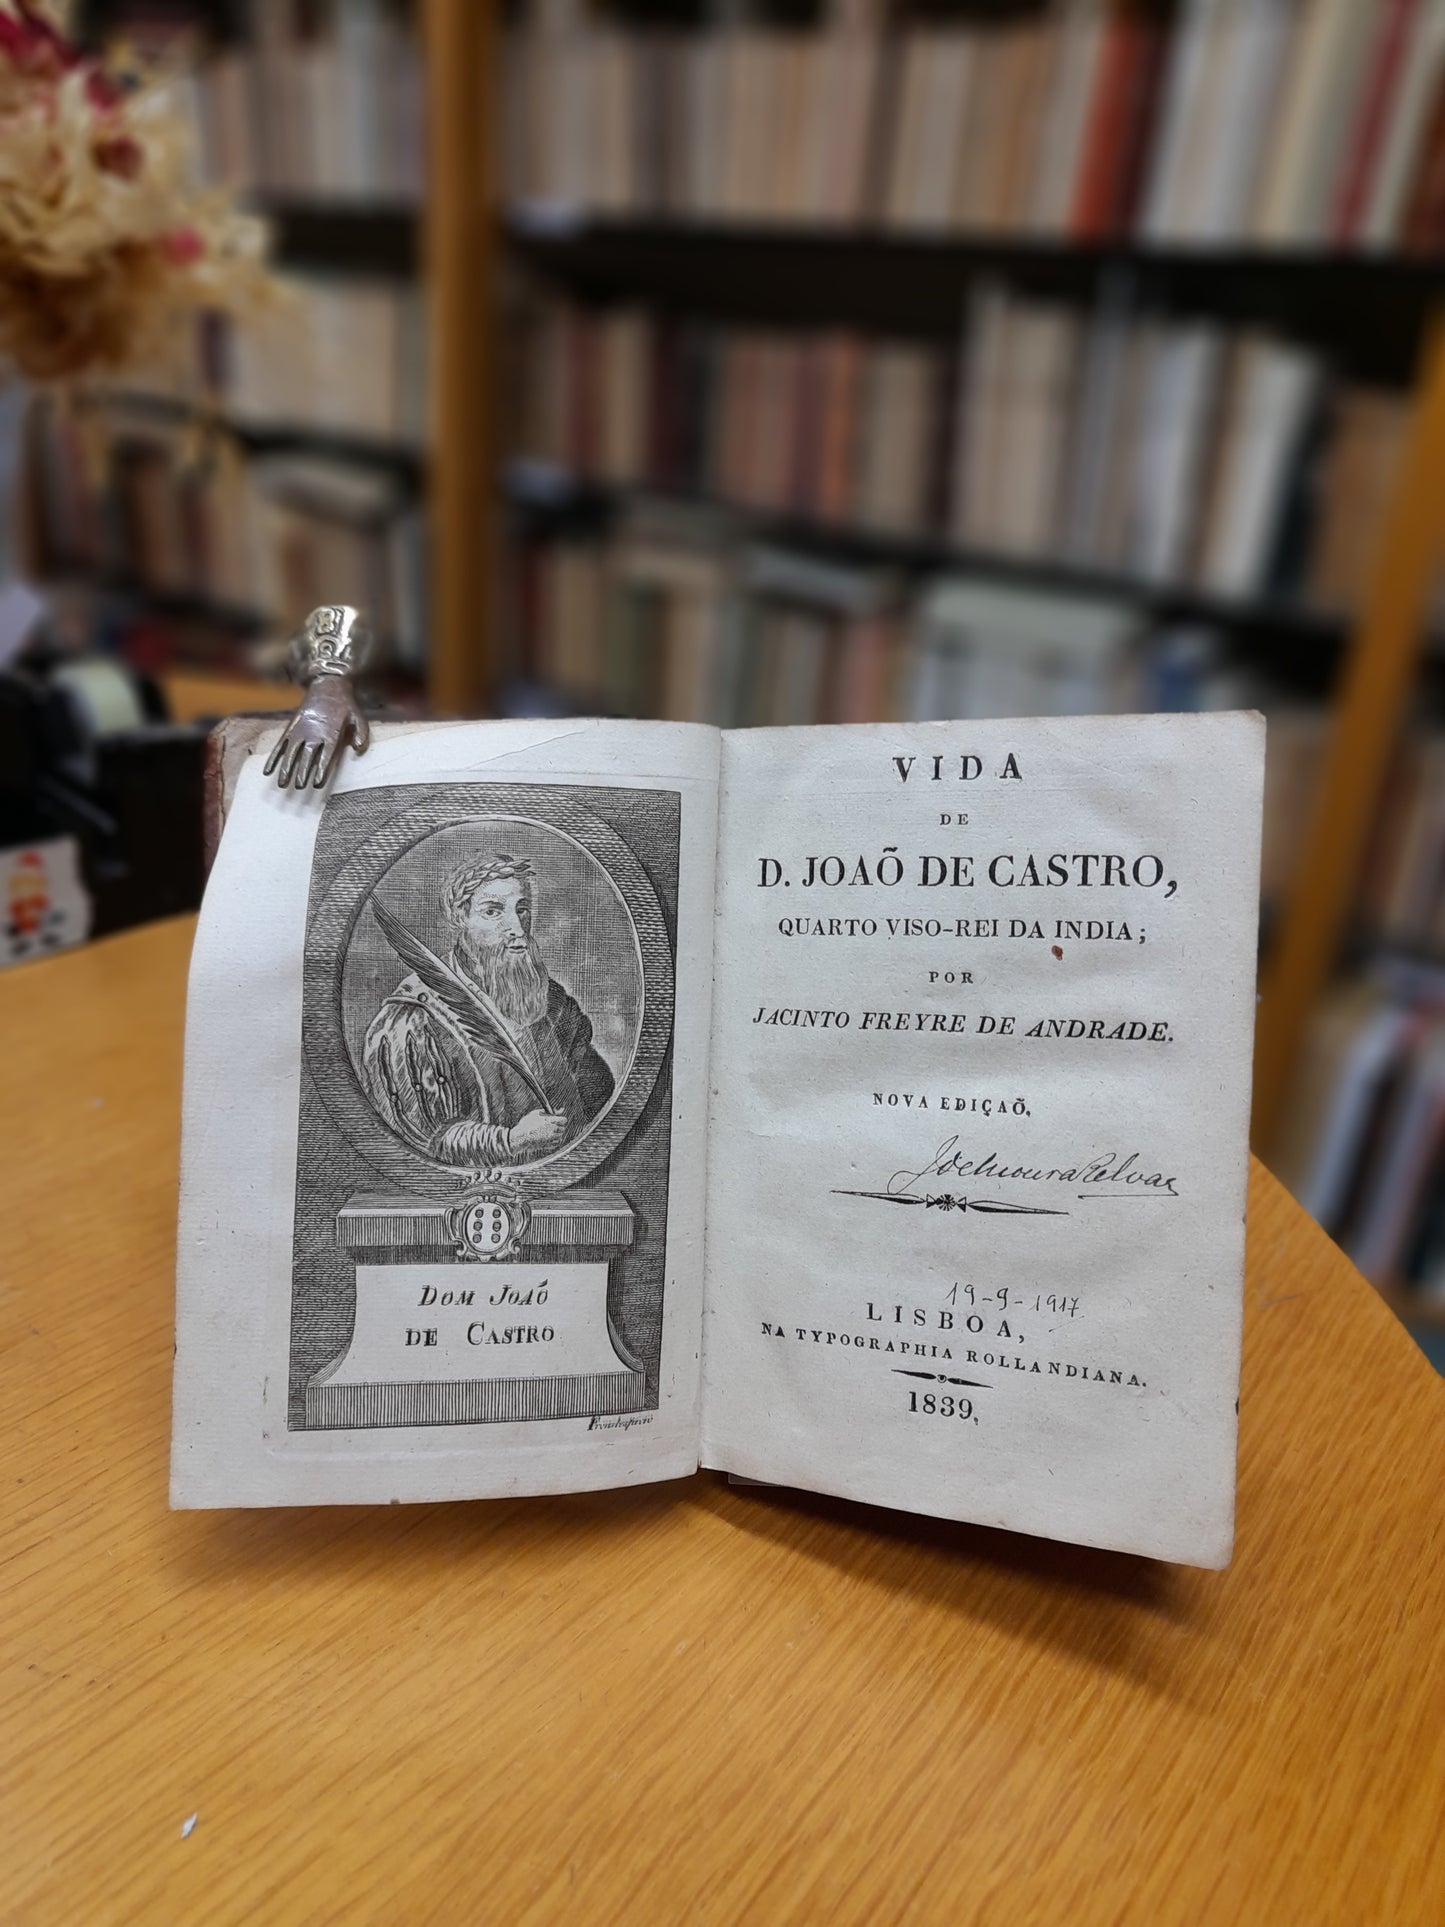 DOM JOAÕ
DE CASTRO
VIDA
DE
D. JOAÕ DE CASTRO,
QUARTO VISO-REI DA INDIA;
POR
JACINTO FREYRE DE ANDRADE.
NOVA EDIÇAÕ.
19-9-1917
LISBOA,
NA TYPOGRAPHIA ROLLANDIANA.
1839.